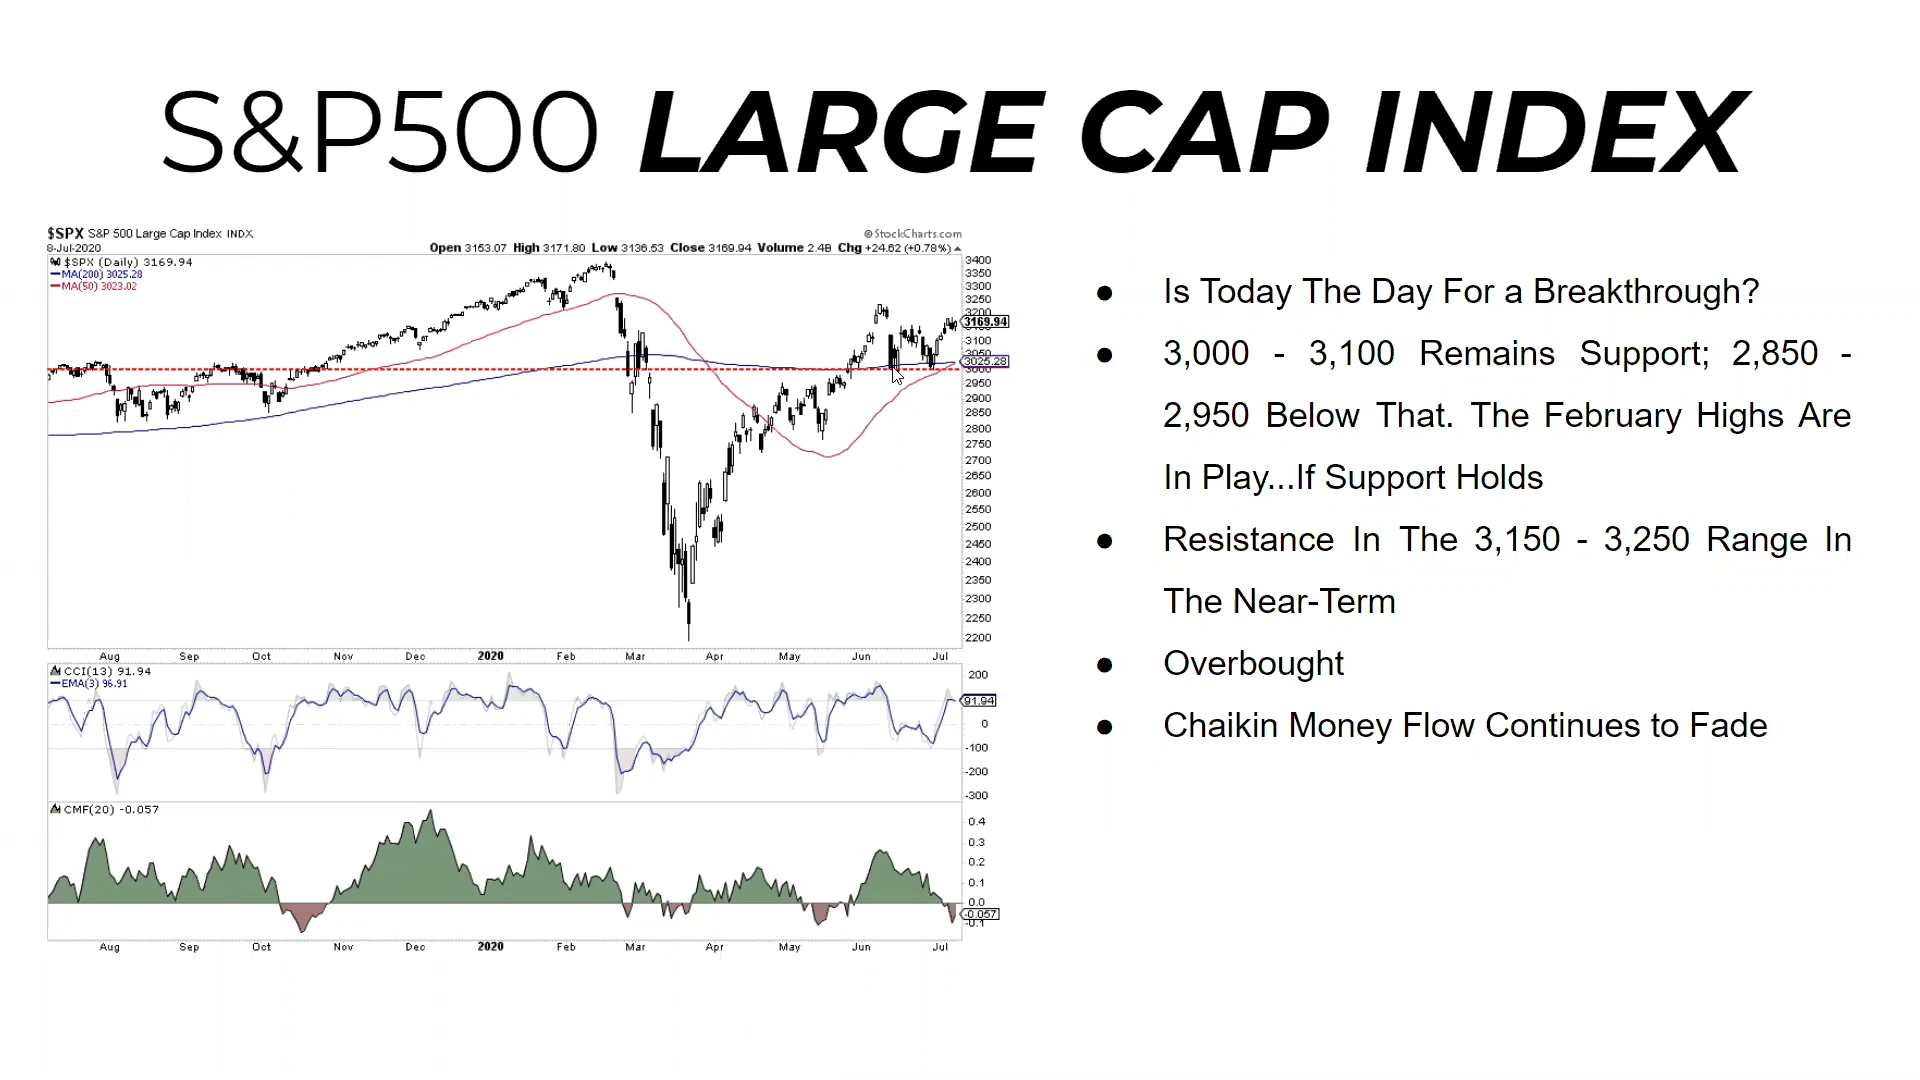 S&P500 LARGE CAP INDEX
$SPX S&P 500 Large Cap Index INDX
© StockCharts.com
8-Jul-2020
Open 3153.07 High 3171.80 Low 3136.53 Close 3169.94 Volume 2.4B Chg +24.62 (+0.78%)
$SPX (Daily) 3169.94
MA(200) 3025.28
MA(50) 3023.02
3400
3350
3300
3250
3200
3169.94
3100
3050
3025.28
3000
2950
2900
2850
2800
2750
2700
2650
2600
2550
2500
2450
2400
2350
2300
2250
2200
Aug Sep Oct Nov Dec 2020 Feb Mar Apr May Jun Jul
CCI(13) 91.94
EMA(3) 96.91
200
91.94
0
-100
-200
-300
CMF(20) -0.057
0.4
0.3
0.2
0.1
0.0
-0.057
-0.1
Aug Sep Oct Nov Dec 2020 Feb Mar Apr May Jun Jul
● Is Today The Day For a Breakthrough?
● 3,000 - 3,100 Remains Support; 2,850 -
2,950 Below That. The February Highs Are
In Play...If Support Holds
● Resistance In The 3,150 - 3,250 Range In
The Near-Term
● Overbought
● Chaikin Money Flow Continues to Fade